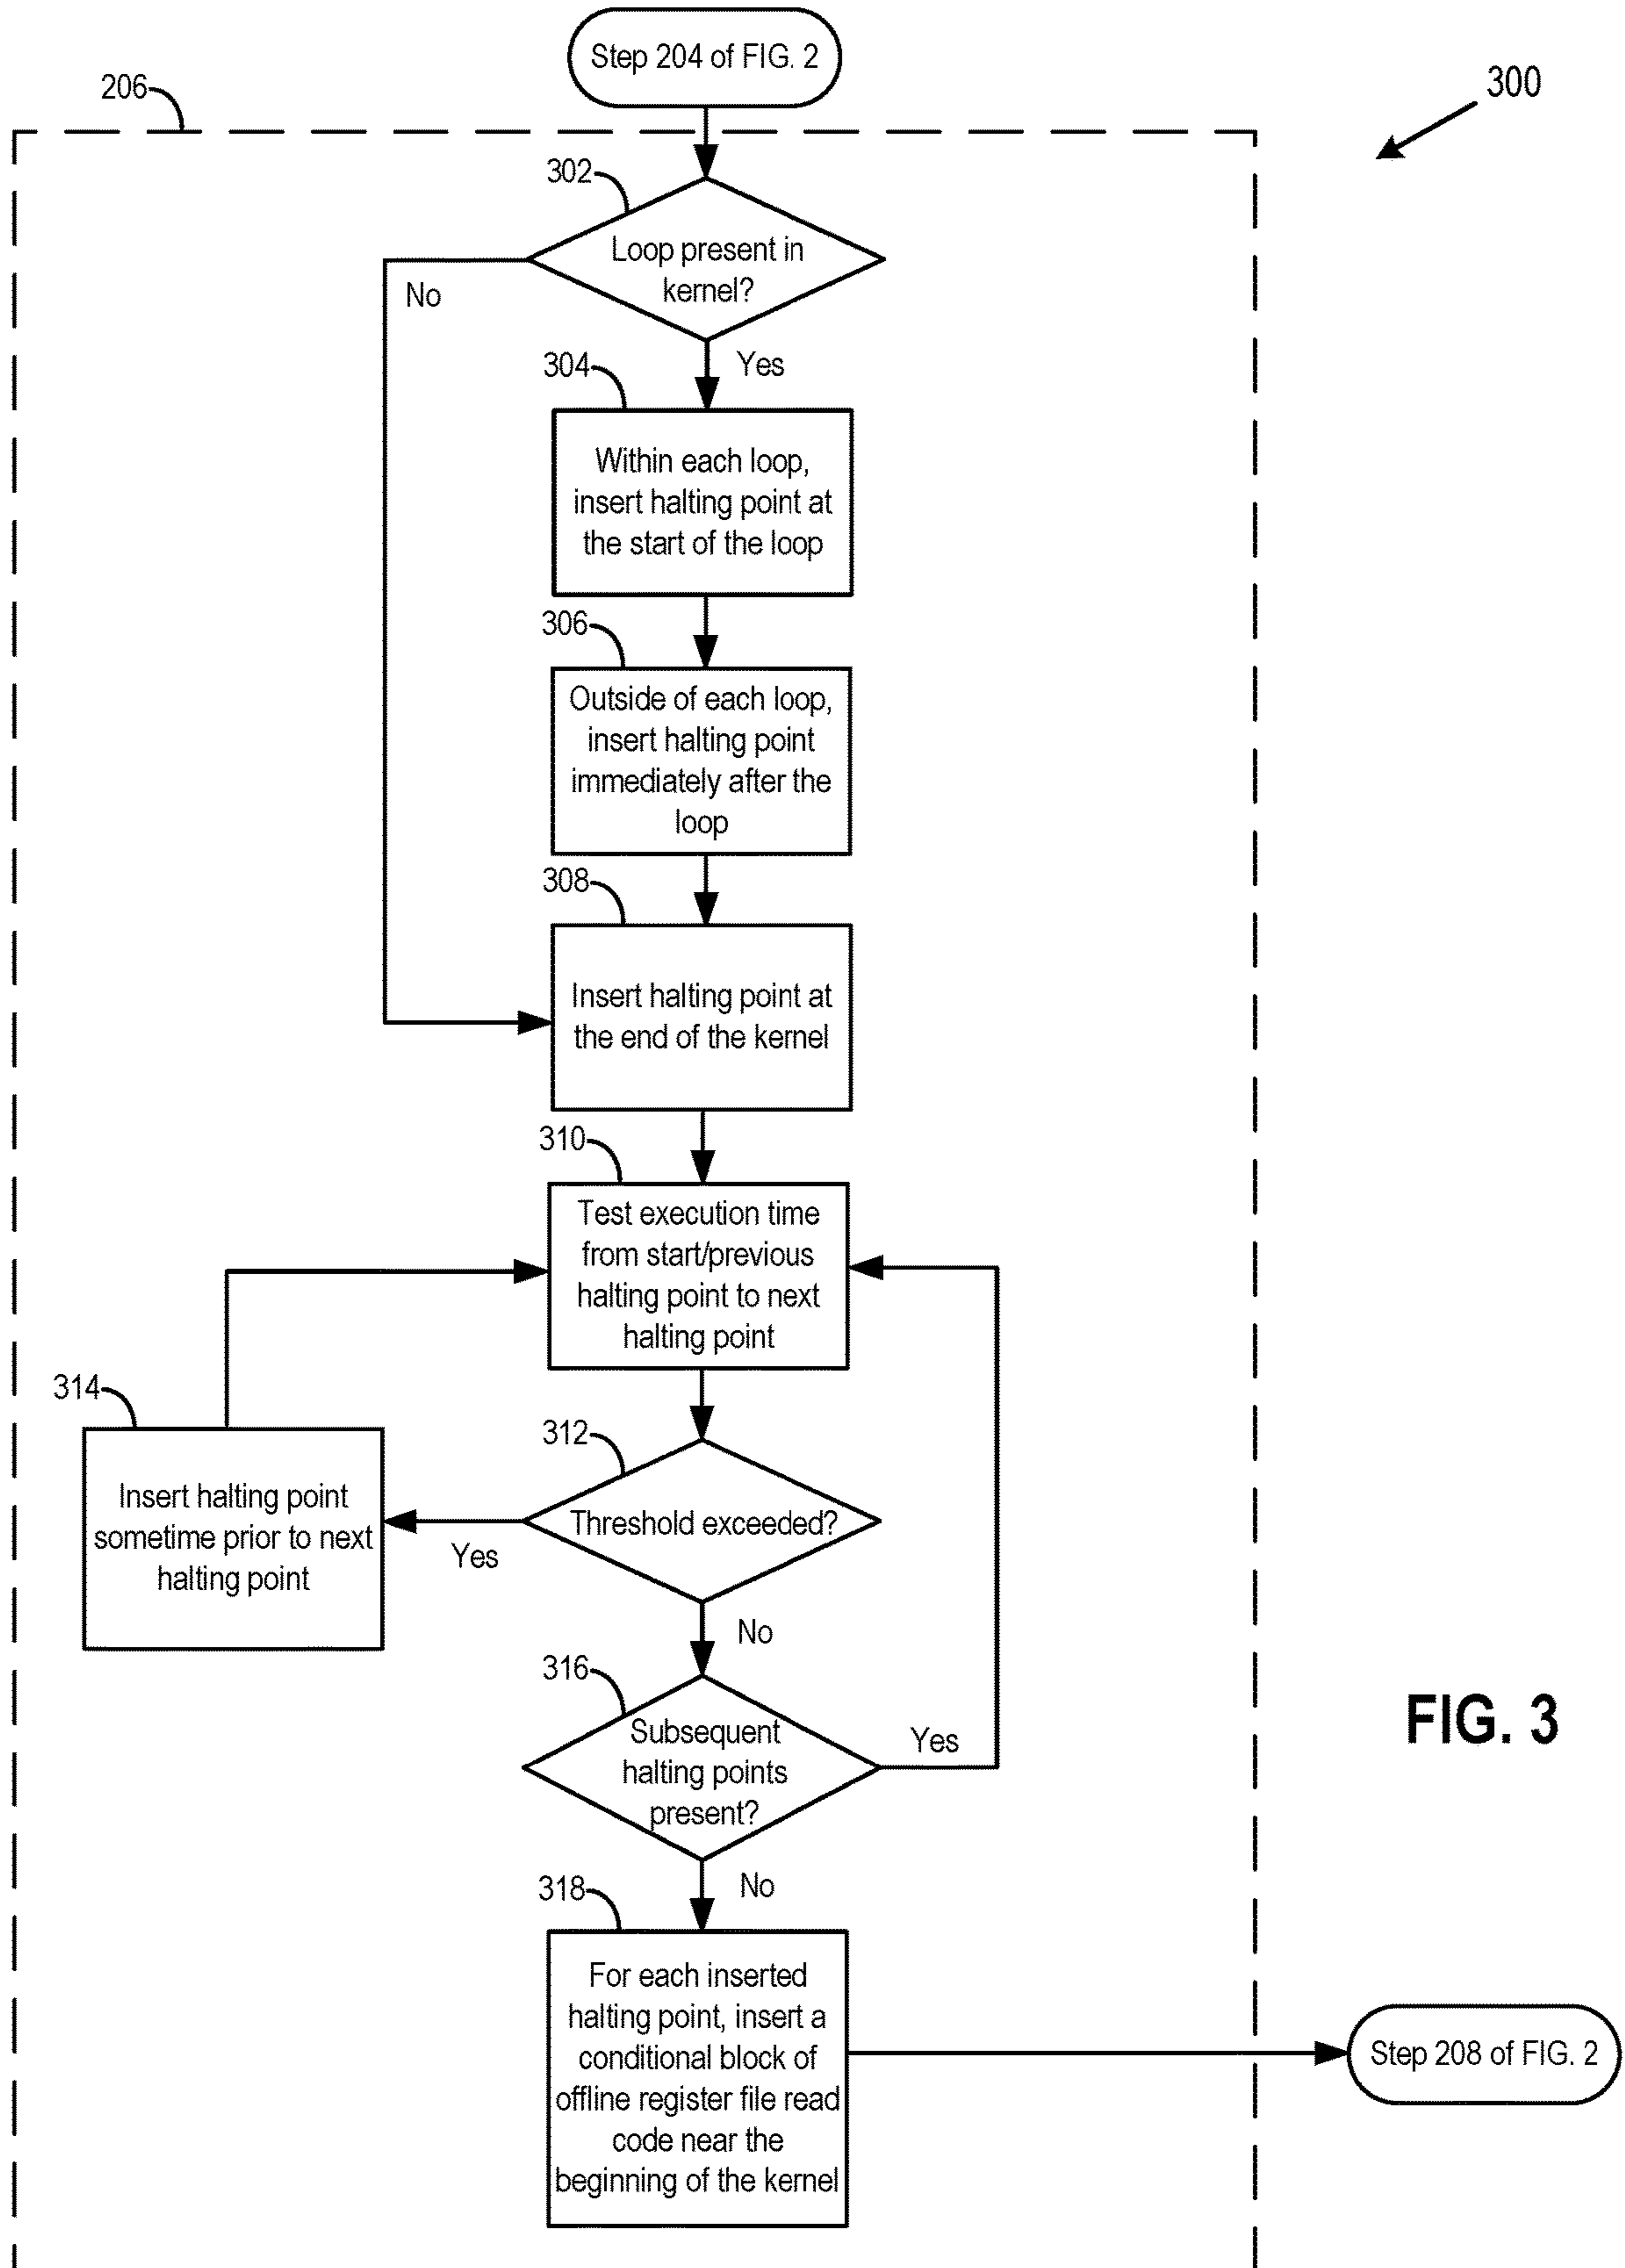 Step 204 of FIG. 2
300
206
302
Loop present in
kernel?
No
Yes
304
Within each loop,
insert halting point at
the start of the loop
306
Outside of each loop,
insert halting point
immediately after the
loop
308
Insert halting point at
the end of the kernel
310
Test execution time
from start/previous
halting point to next
halting point
314
Insert halting point
sometime prior to next
halting point
312
Threshold exceeded?
Yes
No
316
Subsequent
halting points
present?
Yes
FIG. 3
No
318
For each inserted
halting point, insert a
conditional block of
offline register file read
code near the
beginning of the kernel
Step 208 of FIG. 2